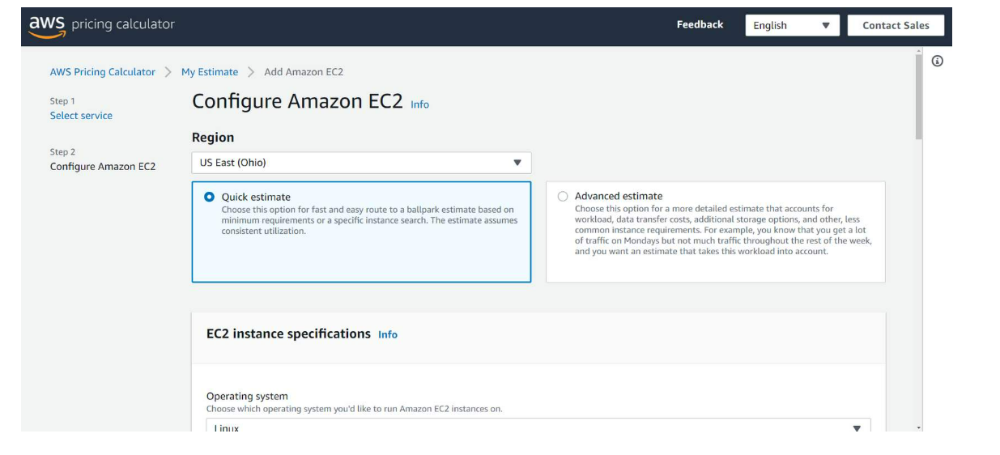 aws pricing calculator
Feedback
English
Contact Sales
AWS Pricing Calculator
My Estimate
Add Amazon EC2
Step 1
Select service
Step 2
Configure Amazon EC2
Configure Amazon EC2 Info
Region
US East (Ohio)
Quick estimate
Choose this option for fast and easy route to a ballpark estimate based on
minimum requirements or a specific instance search. The estimate assumes
consistent utilization.
Advanced estimate
Choose this option for a more detailed estimate that accounts for
workload, data transfer costs, additional storage options, and other, less
common instance requirements. For example, you know that you get a lot
of traffic on Mondays but not much traffic throughout the rest of the week,
and you want an estimate that takes this workload into account.
EC2 instance specifications Info
Operating system
Choose which operating system you'd like to run Amazon EC2 instances on.
Linux